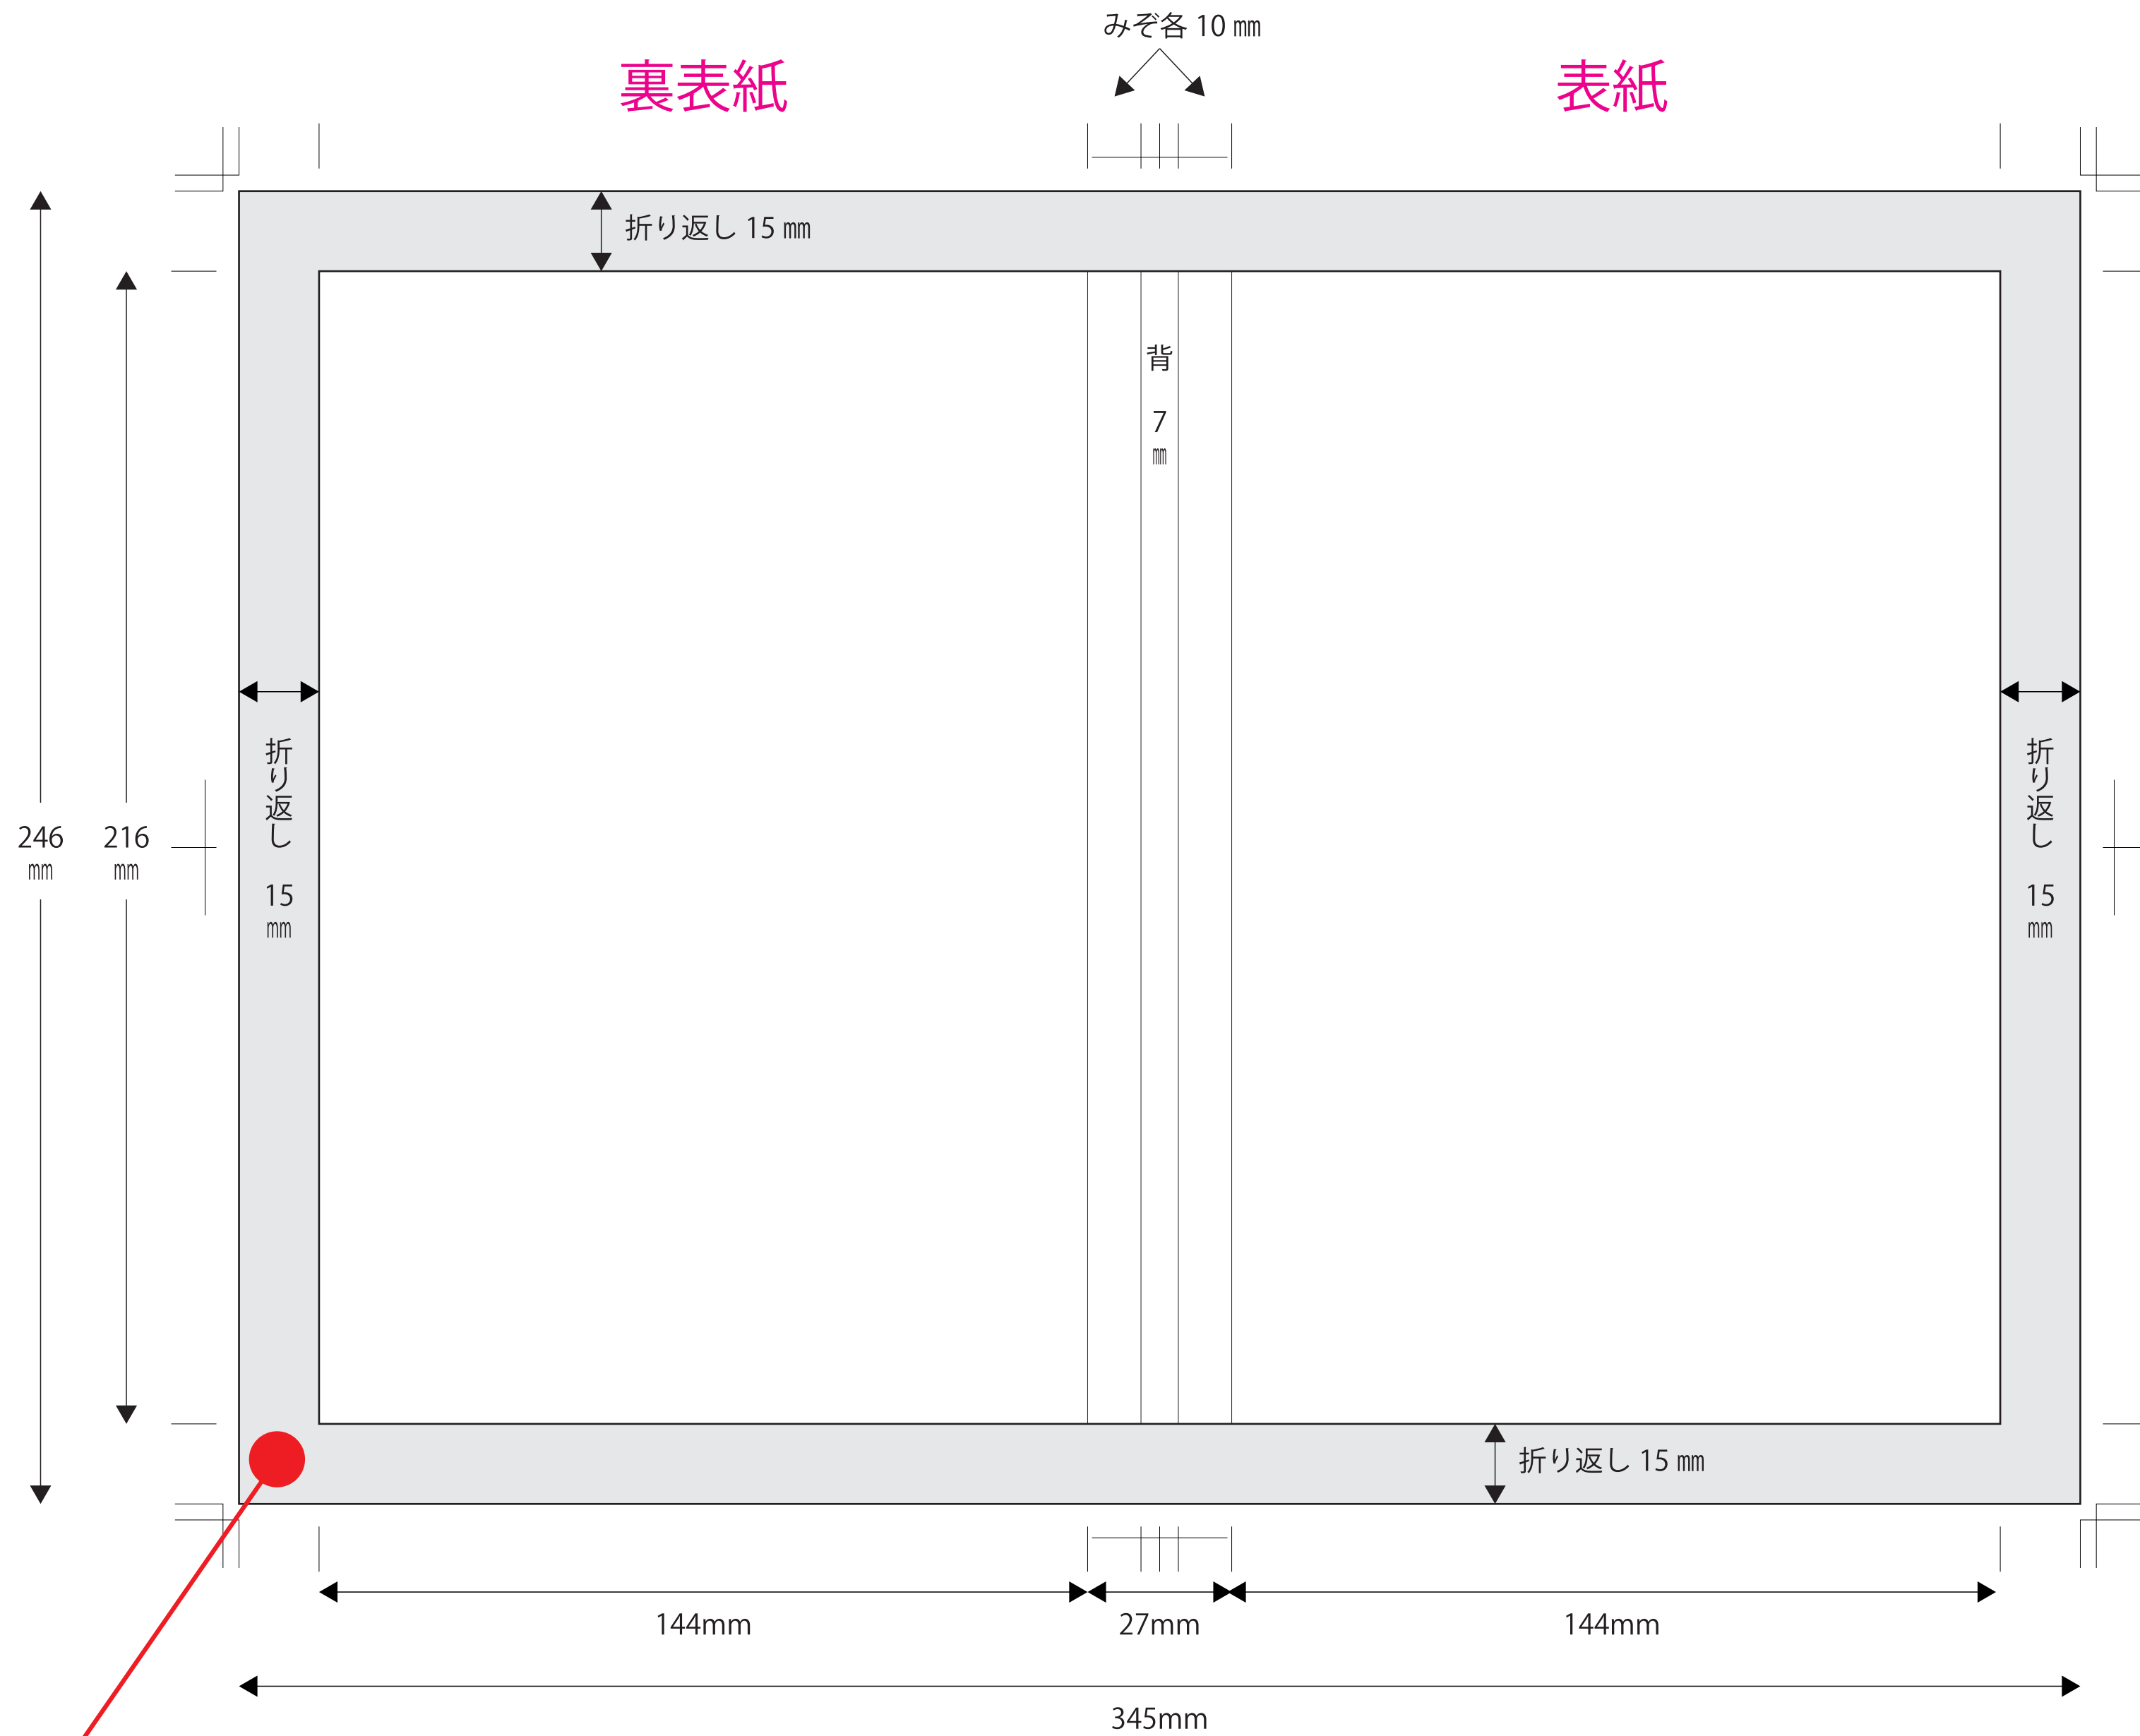 みぞ各 10 ㎜
裏表紙
表紙
折り返し 15 ㎜
背 7 ㎜
折り返し 15 ㎜
折り返し 15 ㎜
246 ㎜
216 ㎜
折り返し 15 ㎜
144mm
27mm
144mm
345mm